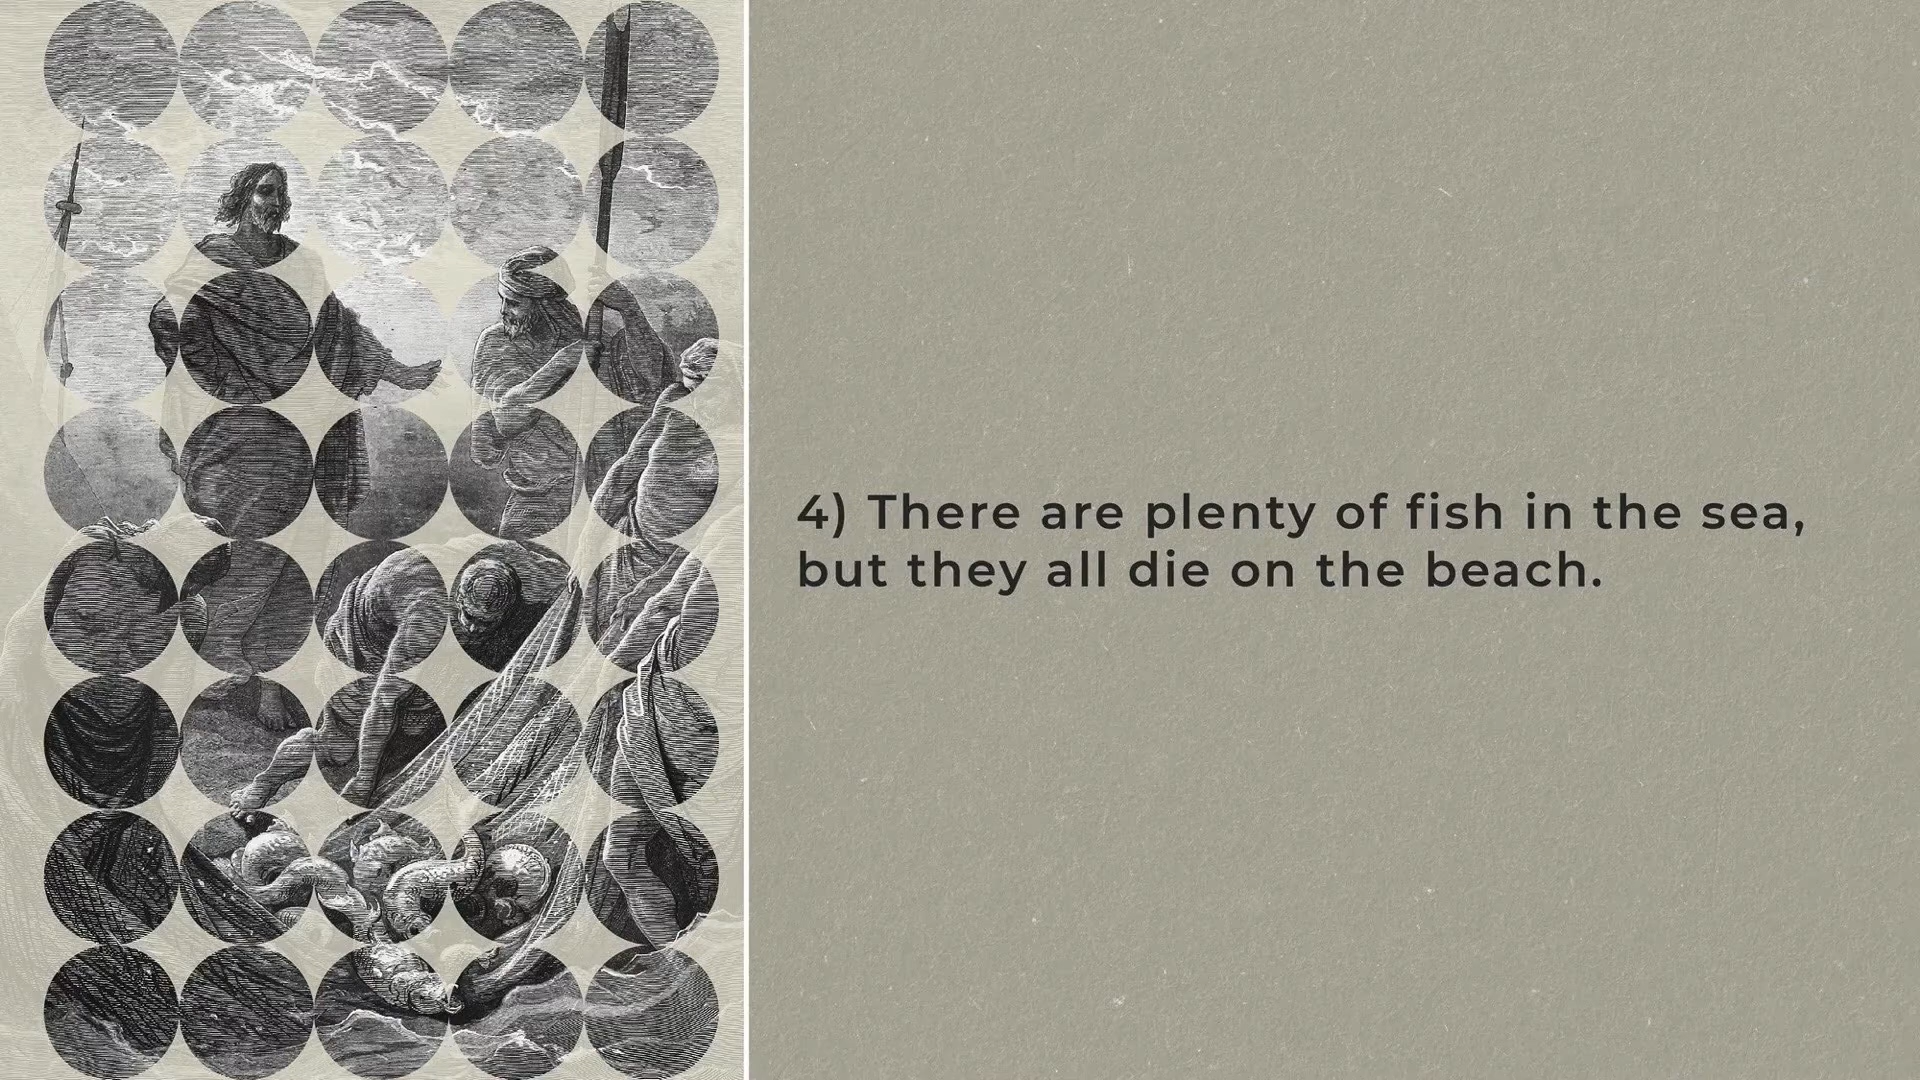 4) There are plenty of fish in the sea,
but they all die on the beach.